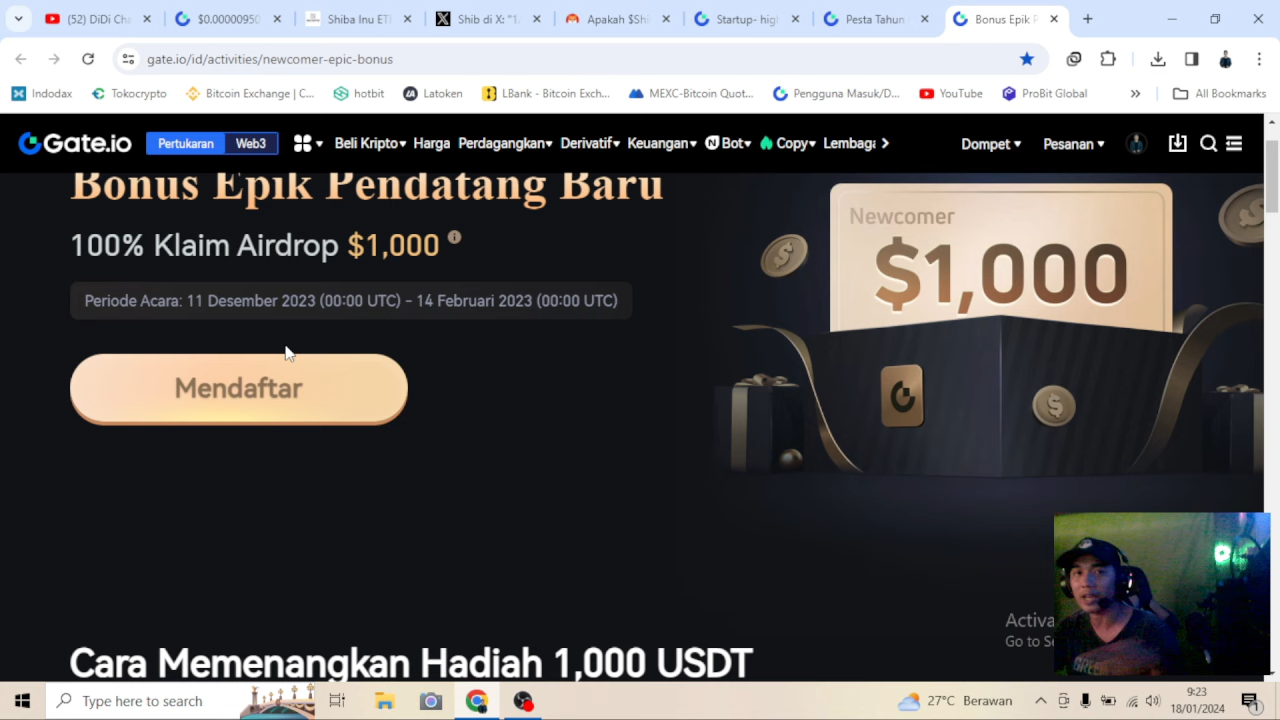 (52) DiDi Ch
$0.00000950
Shiba Inu ET
Shib di X: "1
Apakah $Shi
Startup- hig
Pesta Tahun
Bonus Epik P
gate.io/id/activities/newcomer-epic-bonus
Indodax
Tokocrypto
Bitcoin Exchange | C...
hotbit
Latoken
LBank - Bitcoin Exch...
MEXC-Bitcoin Quot...
Pengguna Masuk/D...
YouTube
ProBit Global
All Bookmarks
Gate.io
Pertukaran
Web3
Beli Kripto
Harga
Perdagangkan
Derivatif
Keuangan
Bot
Copy
Lembaga
Dompet
Pesanan
Bonus Epik Pendatang Baru
100% Klaim Airdrop $1,000
Periode Acara: 11 Desember 2023 (00:00 UTC) - 14 Februari 2023 (00:00 UTC)
Mendaftar
Newcomer
$1,000
Cara Memenangkan Hadiah 1,000 USDT
Activa
Go to Se
GREEN
Type here to search
27°C Berawan
9:23
18/01/2024
1